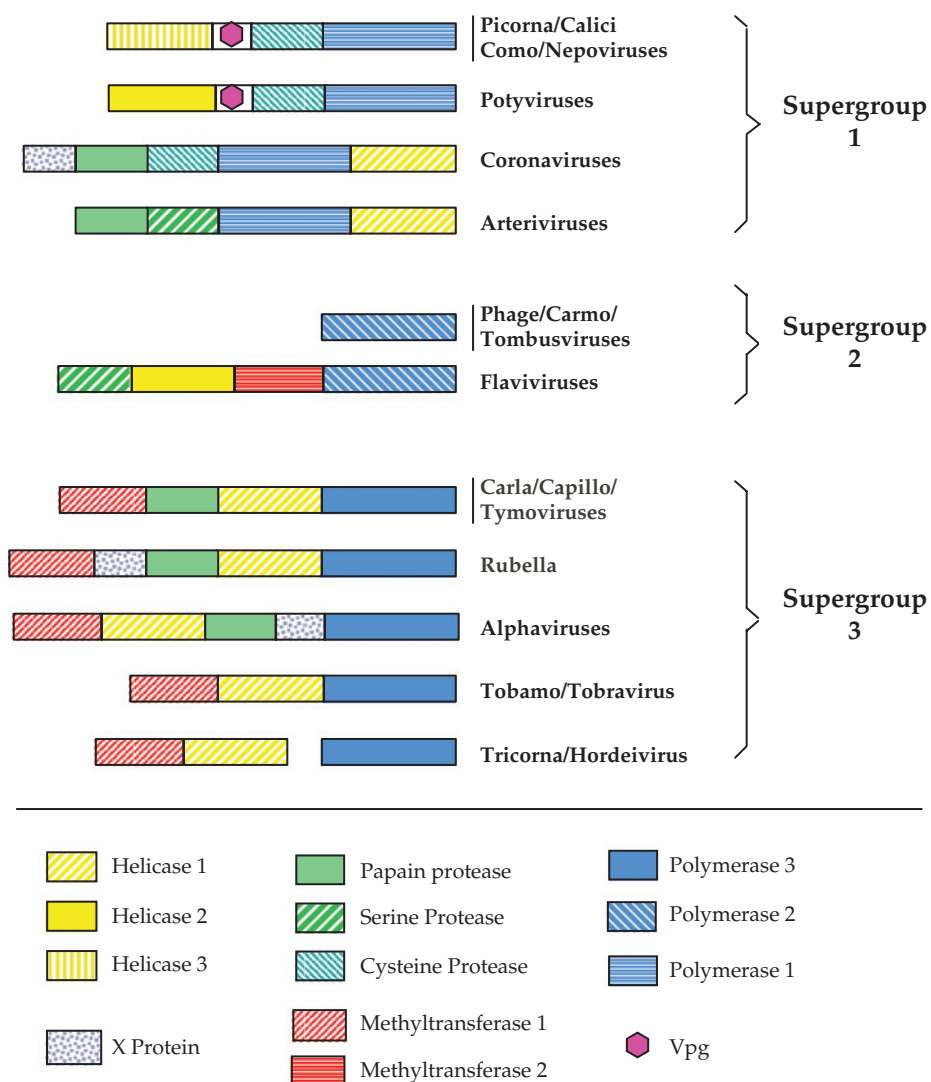 Picorna/Calici
Como/Nepoviruses
Potyviruses
Coronaviruses
Arteriviruses
Supergroup
1
Phage/Carmo/
Tombusviruses
Flaviviruses
Supergroup
2
Carla/Capillo/
Tymoviruses
Rubella
Alphaviruses
Tobamo/Tobravirus
Tricorna/Hordeivirus
Supergroup
3
Helicase 1
Helicase 2
Helicase 3
X Protein
Papain protease
Serine Protease
Cysteine Protease
Methyltransferase 1
Methyltransferase 2
Polymerase 3
Polymerase 2
Polymerase 1
Vpg